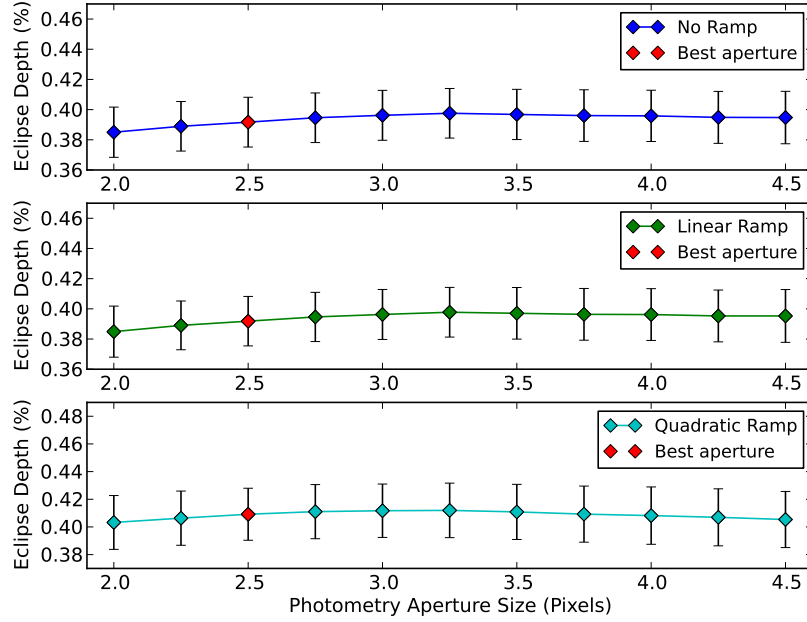 0.46
0.44
0.42
0.40
0.38
0.36
Eclipse Depth (%)
No Ramp
Best aperture
2.0 2.5 3.0 3.5 4.0 4.5
0.46
0.44
0.42
0.40
0.38
0.36
Eclipse Depth (%)
Linear Ramp
Best aperture
2.0 2.5 3.0 3.5 4.0 4.5
0.48
0.46
0.44
0.42
0.40
0.38
Eclipse Depth (%)
Quadratic Ramp
Best aperture
2.0 2.5 3.0 3.5 4.0 4.5
Photometry Aperture Size (Pixels)